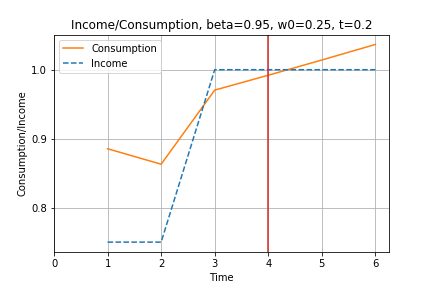 Income/Consumption, beta=0.95, w0=0.25, t=0.2
Consumption
Income
Consumption/Income
1.0
0.9
0.8
0
1
2
3
4
5
6
Time